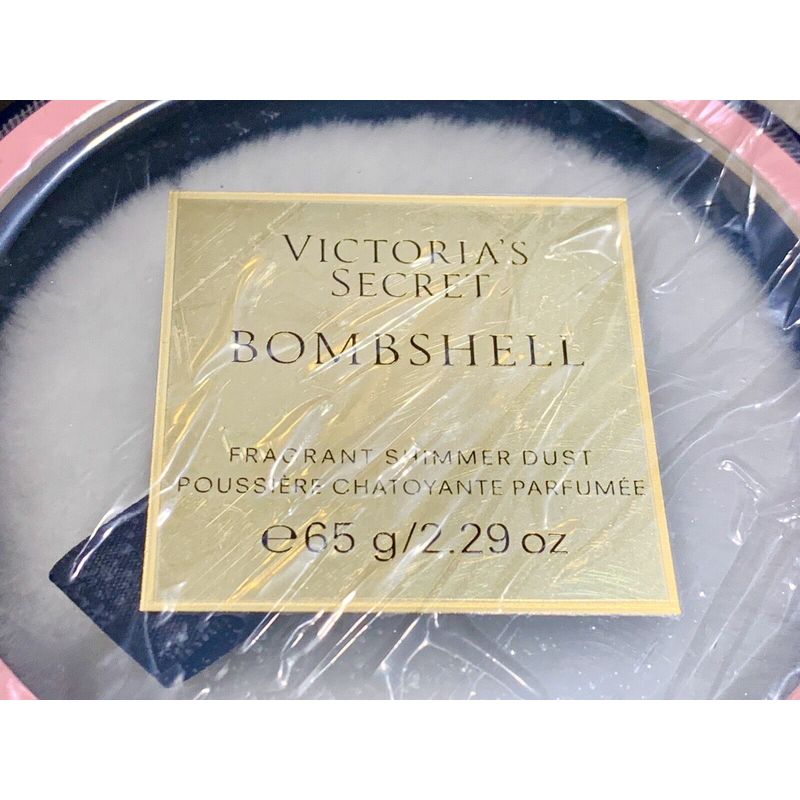 VICTORIA'S
SECRET
BOMBSHELL
FRAGRANT SHIMMER DUST
POUSSIÈRE CHATOYANTE PARFUMÉE
℮65 g/2.29 oz